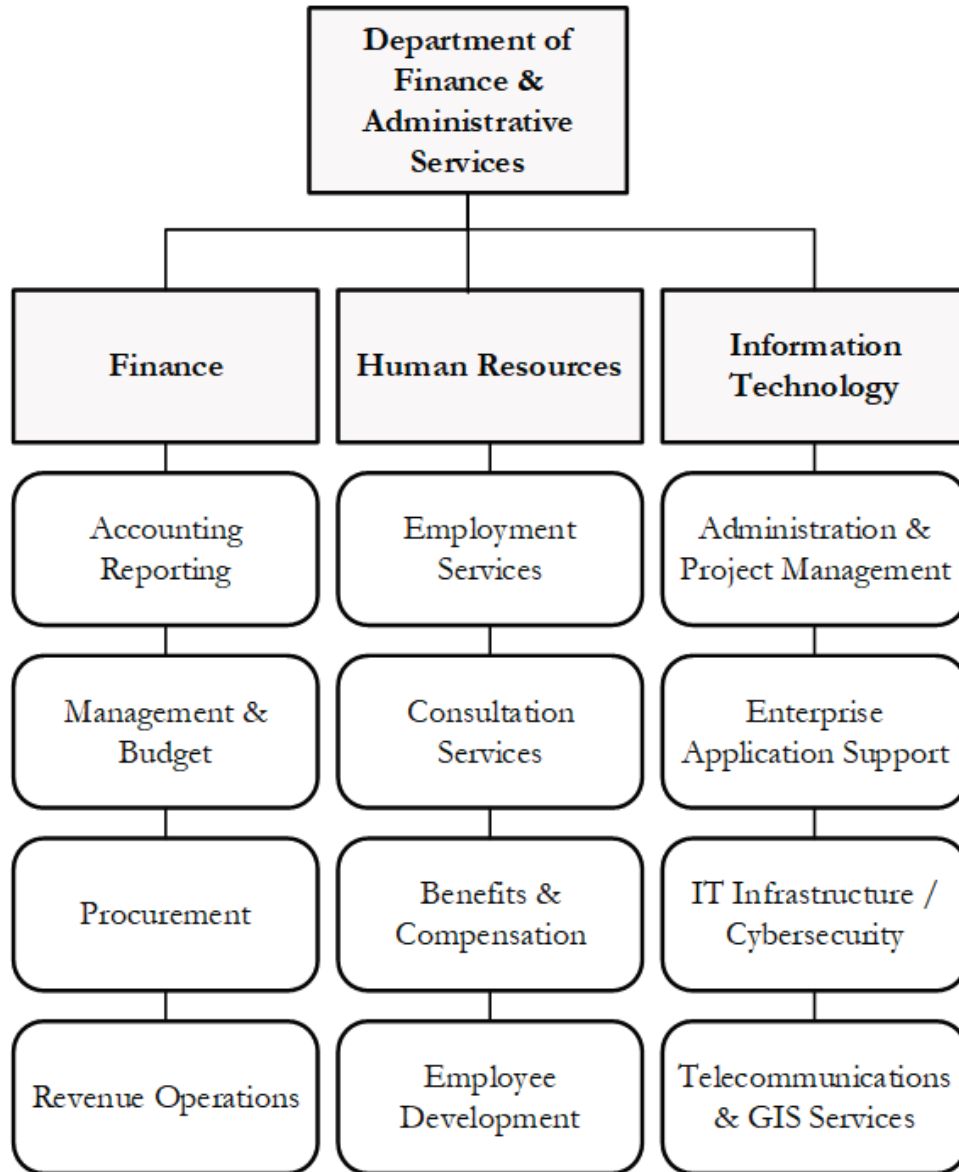 Department of
Finance &
Administrative
Services
Finance
Human Resources
Information
Technology
Accounting
Reporting
Employment
Services
Administration &
Project Management
Management &
Budget
Consultation
Services
Enterprise
Application Support
Procurement
Benefits &
Compensation
IT Infrastructure /
Cybersecurity
Revenue Operations
Employee
Development
Telecommunications
& GIS Services